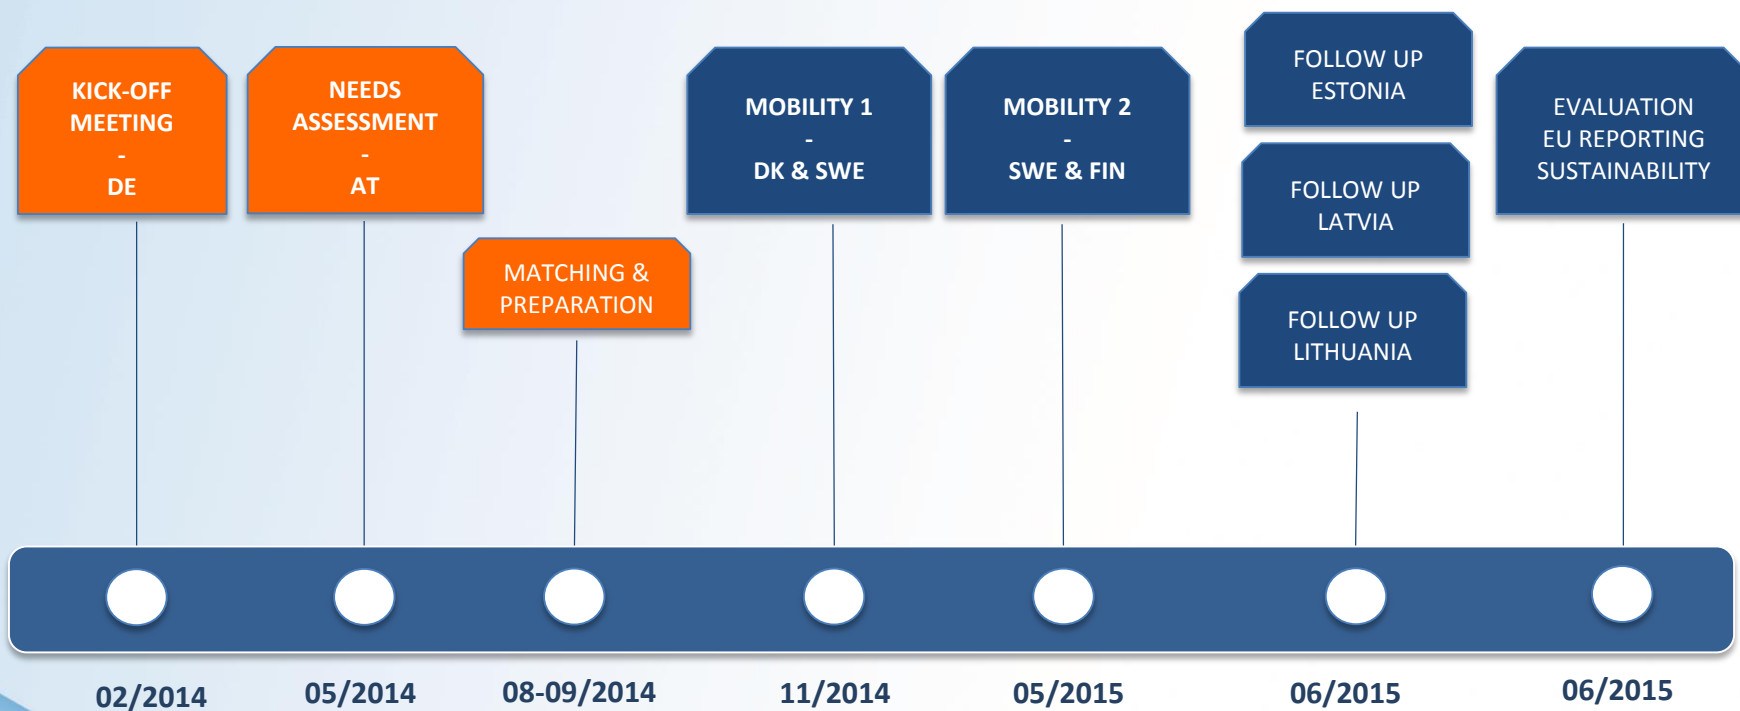 KICK-OFF
MEETING
-
DE
NEEDS
ASSESSMENT
-
AT
MATCHING &
PREPARATION
MOBILITY 1
-
DK & SWE
MOBILITY 2
-
SWE & FIN
FOLLOW UP
ESTONIA
FOLLOW UP
LATVIA
FOLLOW UP
LITHUANIA
EVALUATION
EU REPORTING
SUSTAINABILITY
02/2014
05/2014
08-09/2014
11/2014
05/2015
06/2015
06/2015